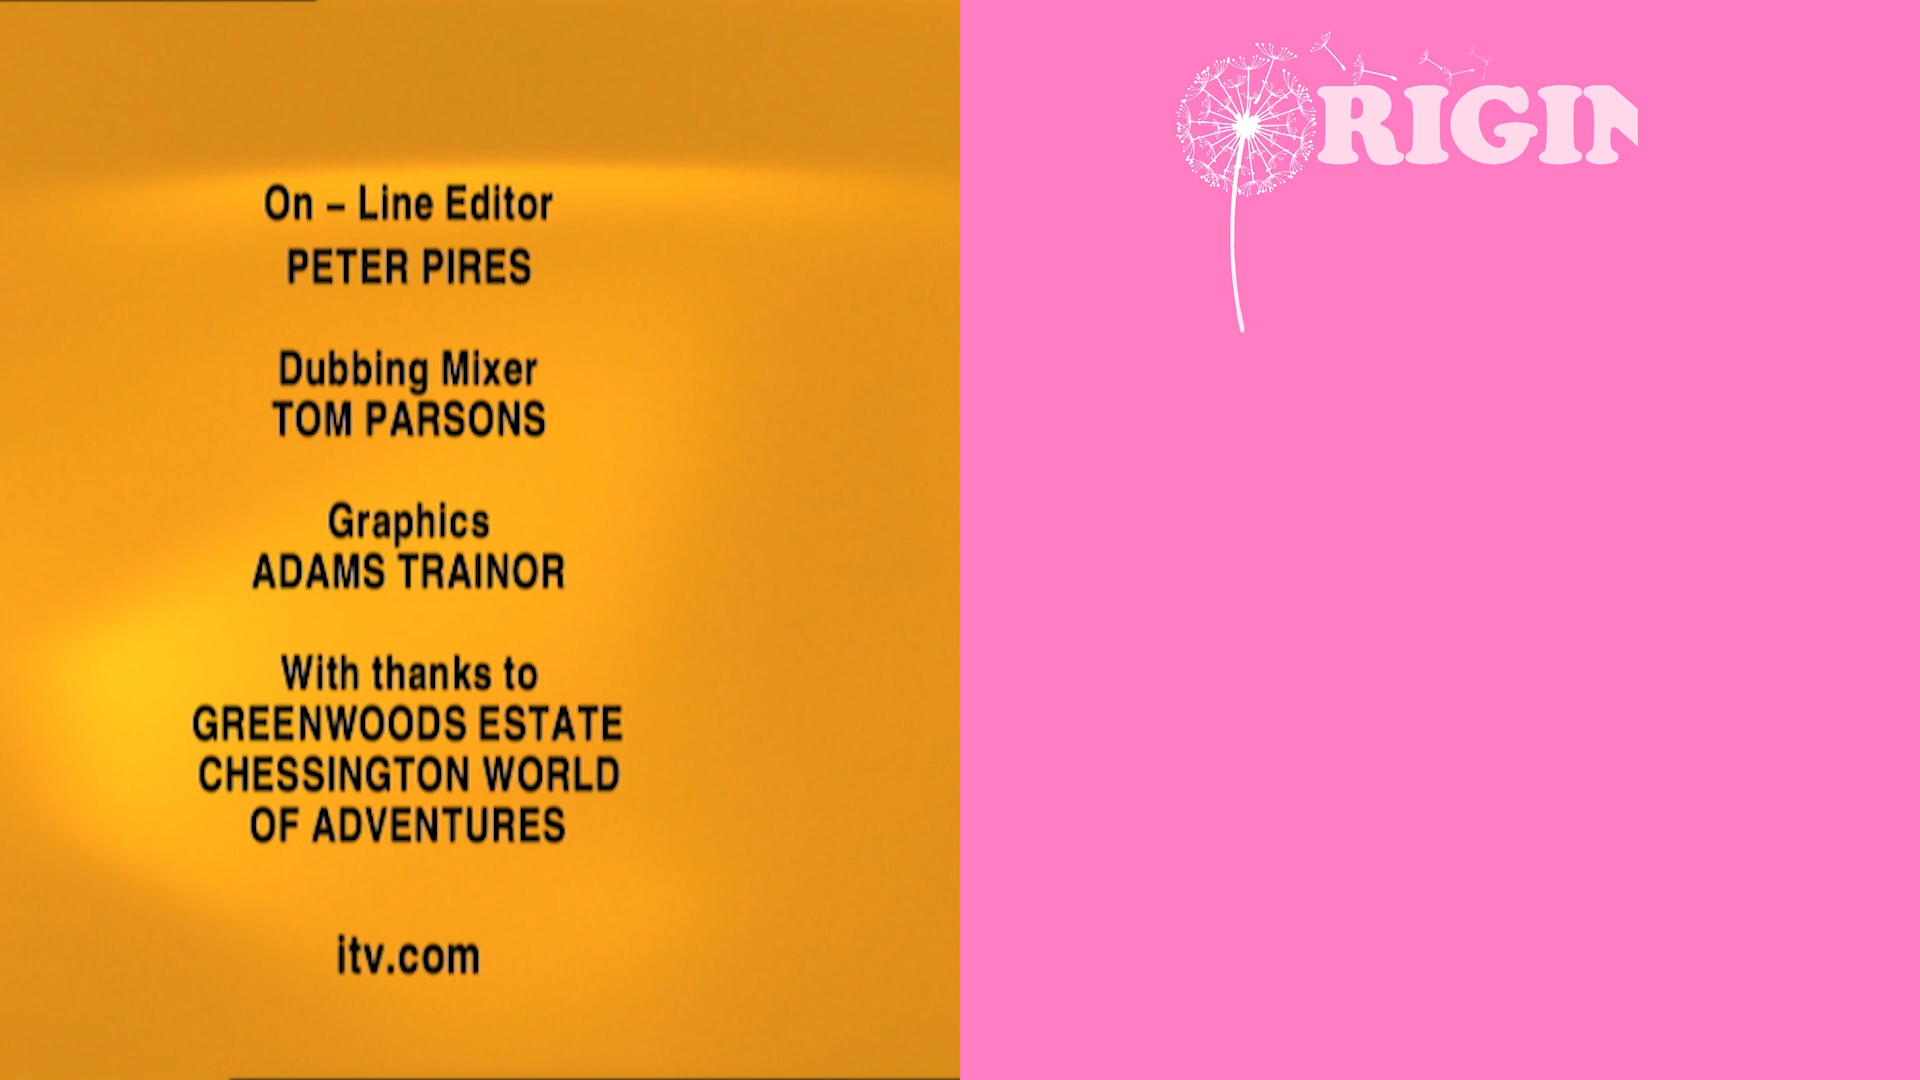 On – Line Editor
PETER PIRES
Dubbing Mixer
TOM PARSONS
Graphics
ADAMS TRAINOR
With thanks to
GREENWOODS ESTATE
CHESSINGTON WORLD
OF ADVENTURES
itv.com
RIGIN